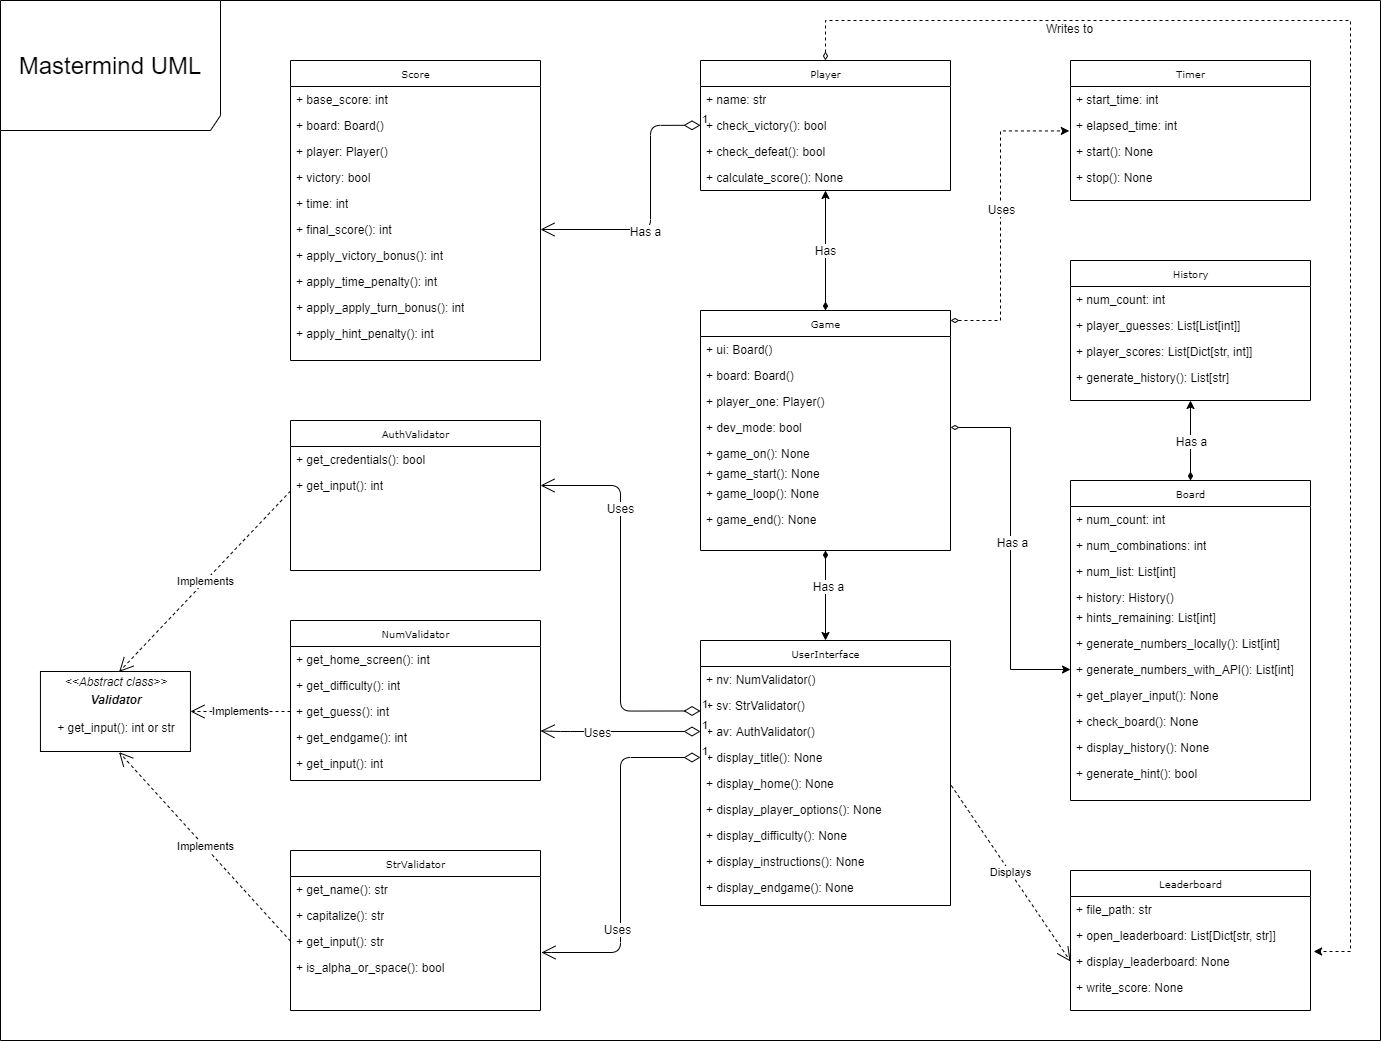 Mastermind UML
Writes to
Score
+ base_score: int
+ board: Board()
+ player: Player()
+ victory: bool
+ time: int
+ final_score(): int
+ apply_victory_bonus(): int
+ apply_time_penalty(): int
+ apply_apply_turn_bonus(): int
+ apply_hint_penalty(): int
Has a
Player
+ name: str
1
+ check_victory(): bool
+ check_defeat(): bool
+ calculate_score(): None
Has
Uses
Timer
+ start_time: int
+ elapsed_time: int
+ start(): None
+ stop(): None
History
+ num_count: int
+ player_guesses: List[List[int]]
+ player_scores: List[Dict[str, int]]
+ generate_history(): List[str]
Has a
Game
+ ui: Board()
+ board: Board()
+ player_one: Player()
+ dev_mode: bool
+ game_on(): None
+ game_start(): None
+ game_loop(): None
+ game_end(): None
Has a
Has a
Board
+ num_count: int
+ num_combinations: int
+ num_list: List[int]
+ history: History()
+ hints_remaining: List[int]
+ generate_numbers_locally(): List[int]
+ generate_numbers_with_API(): List[int]
+ get_player_input(): None
+ check_board(): None
+ display_history(): None
+ generate_hint(): bool
AuthValidator
+ get_credentials(): bool
+ get_input(): int
Uses
Implements
NumValidator
+ get_home_screen(): int
+ get_difficulty(): int
+ get_guess(): int
+ get_endgame(): int
+ get_input(): int
Implements
Uses
<<Abstract class>>
Validator
+ get_input(): int or str
Implements
StrValidator
+ get_name(): str
+ capitalize(): str
+ get_input(): str
+ is_alpha_or_space(): bool
Uses
UserInterface
+ nv: NumValidator()
1
+ sv: StrValidator()
1
+ av: AuthValidator()
1
+ display_title(): None
+ display_home(): None
+ display_player_options(): None
+ display_difficulty(): None
+ display_instructions(): None
+ display_endgame(): None
Displays
Leaderboard
+ file_path: str
+ open_leaderboard: List[Dict[str, str]]
+ display_leaderboard: None
+ write_score: None